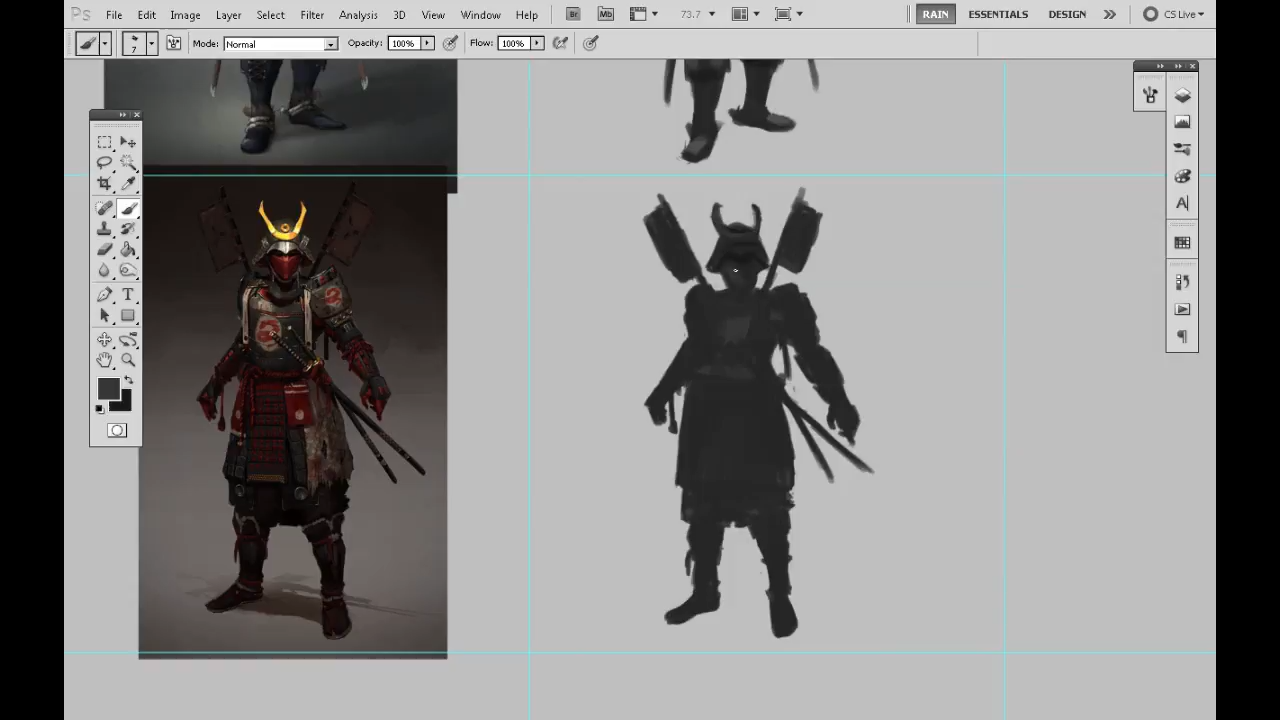 Ps File Edit Image Layer Select Filter Analysis 3D View Window Help Br Mb 73.7 RAIN ESSENTIALS DESIGN CS Live
7 Mode: Normal Opacity: 100% Flow: 100%
A
T